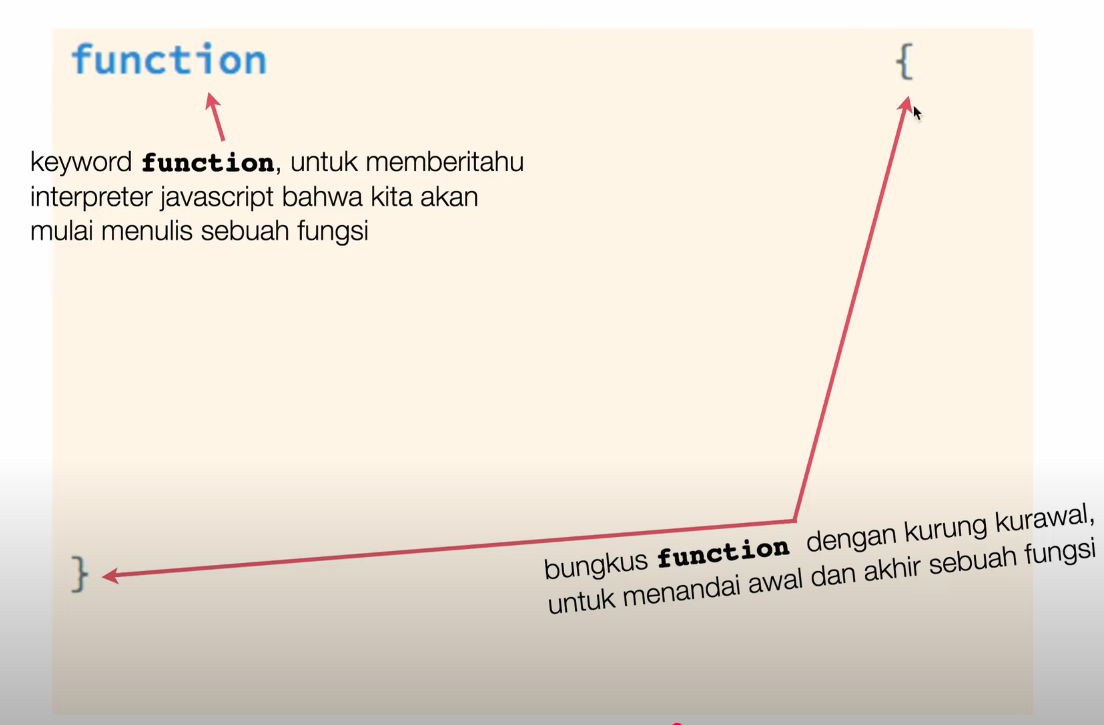 function {
keyword function, untuk memberitahu
interpreter javascript bahwa kita akan
mulai menulis sebuah fungsi
}
bungkus function dengan kurung kurawal,
untuk menandai awal dan akhir sebuah fungsi